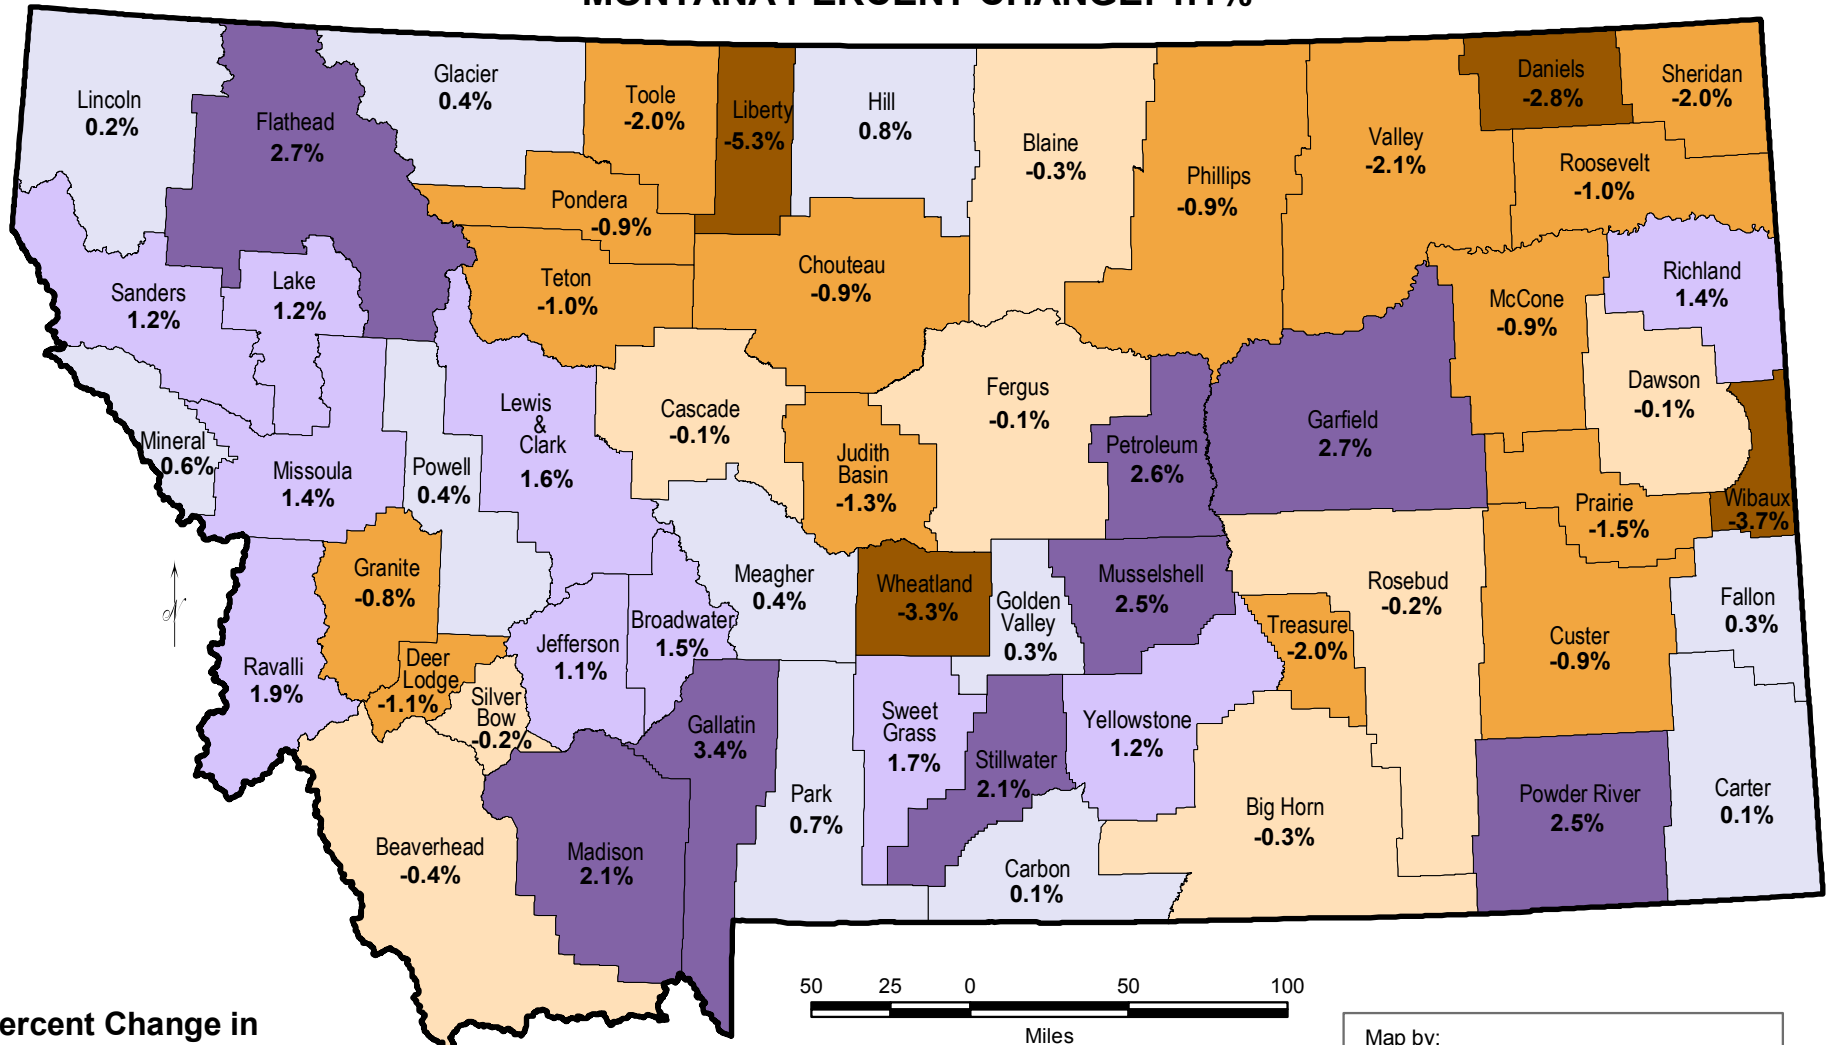 Lincoln
0.2%
Flathead
2.7%
Glacier
0.4%
Toole
-2.0%
Liberty
-5.3%
Hill
0.8%
Blaine
-0.3%
Phillips
-0.9%
Valley
-2.1%
Daniels
-2.8%
Sheridan
-2.0%
Roosevelt
-1.0%
Pondera
-0.9%
Teton
-1.0%
Chouteau
-0.9%
Sanders
1.2%
Lake
1.2%
McCone
-0.9%
Richland
1.4%
Dawson
-0.1%
Mineral
0.6%
Missoula
1.4%
Powell
0.4%
Lewis
&
Clark
1.6%
Cascade
-0.1%
Judith
Basin
-1.3%
Fergus
-0.1%
Petroleum
2.6%
Garfield
2.7%
Prairie
-1.5%
Wibaux
-3.7%
Granite
-0.8%
Meagher
0.4%
Wheatland
-3.3%
Golden
Valley
0.3%
Musselshell
2.5%
Treasure
-2.0%
Rosebud
-0.2%
Custer
-0.9%
Fallon
0.3%
Ravalli
1.9%
Deer
Lodge
-1.1%
Silver
Bow
-0.2%
Jefferson
1.1%
Broadwater
1.5%
Gallatin
3.4%
Park
0.7%
Sweet
Grass
1.7%
Stillwater
2.1%
Yellowstone
1.2%
Big Horn
-0.3%
Powder River
2.5%
Carter
0.1%
Beaverhead
-0.4%
Madison
2.1%
Carbon
0.1%
N
50 25 0 50 100
Miles
ercent Change in
Map by: